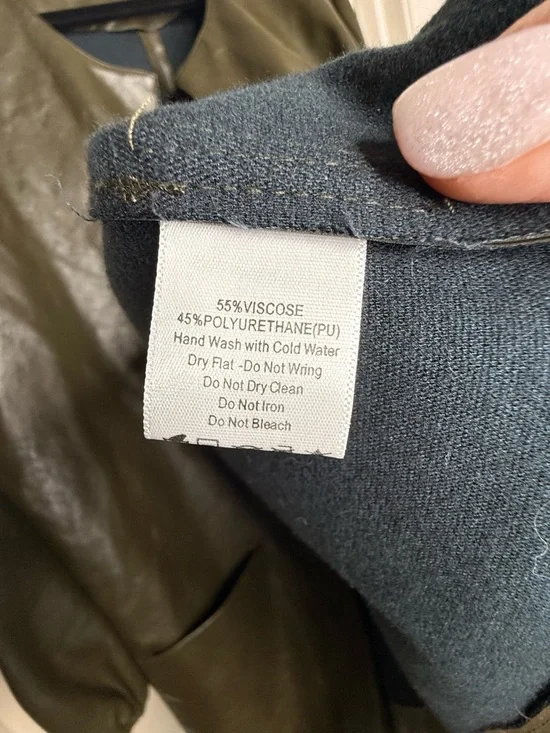 55%VISCOSE
45%POLYURETHANE(PU)
Hand Wash with Cold Water
Dry Flat -Do Not Wring
Do Not Dry Clean
Do Not Iron
Do Not Bleach